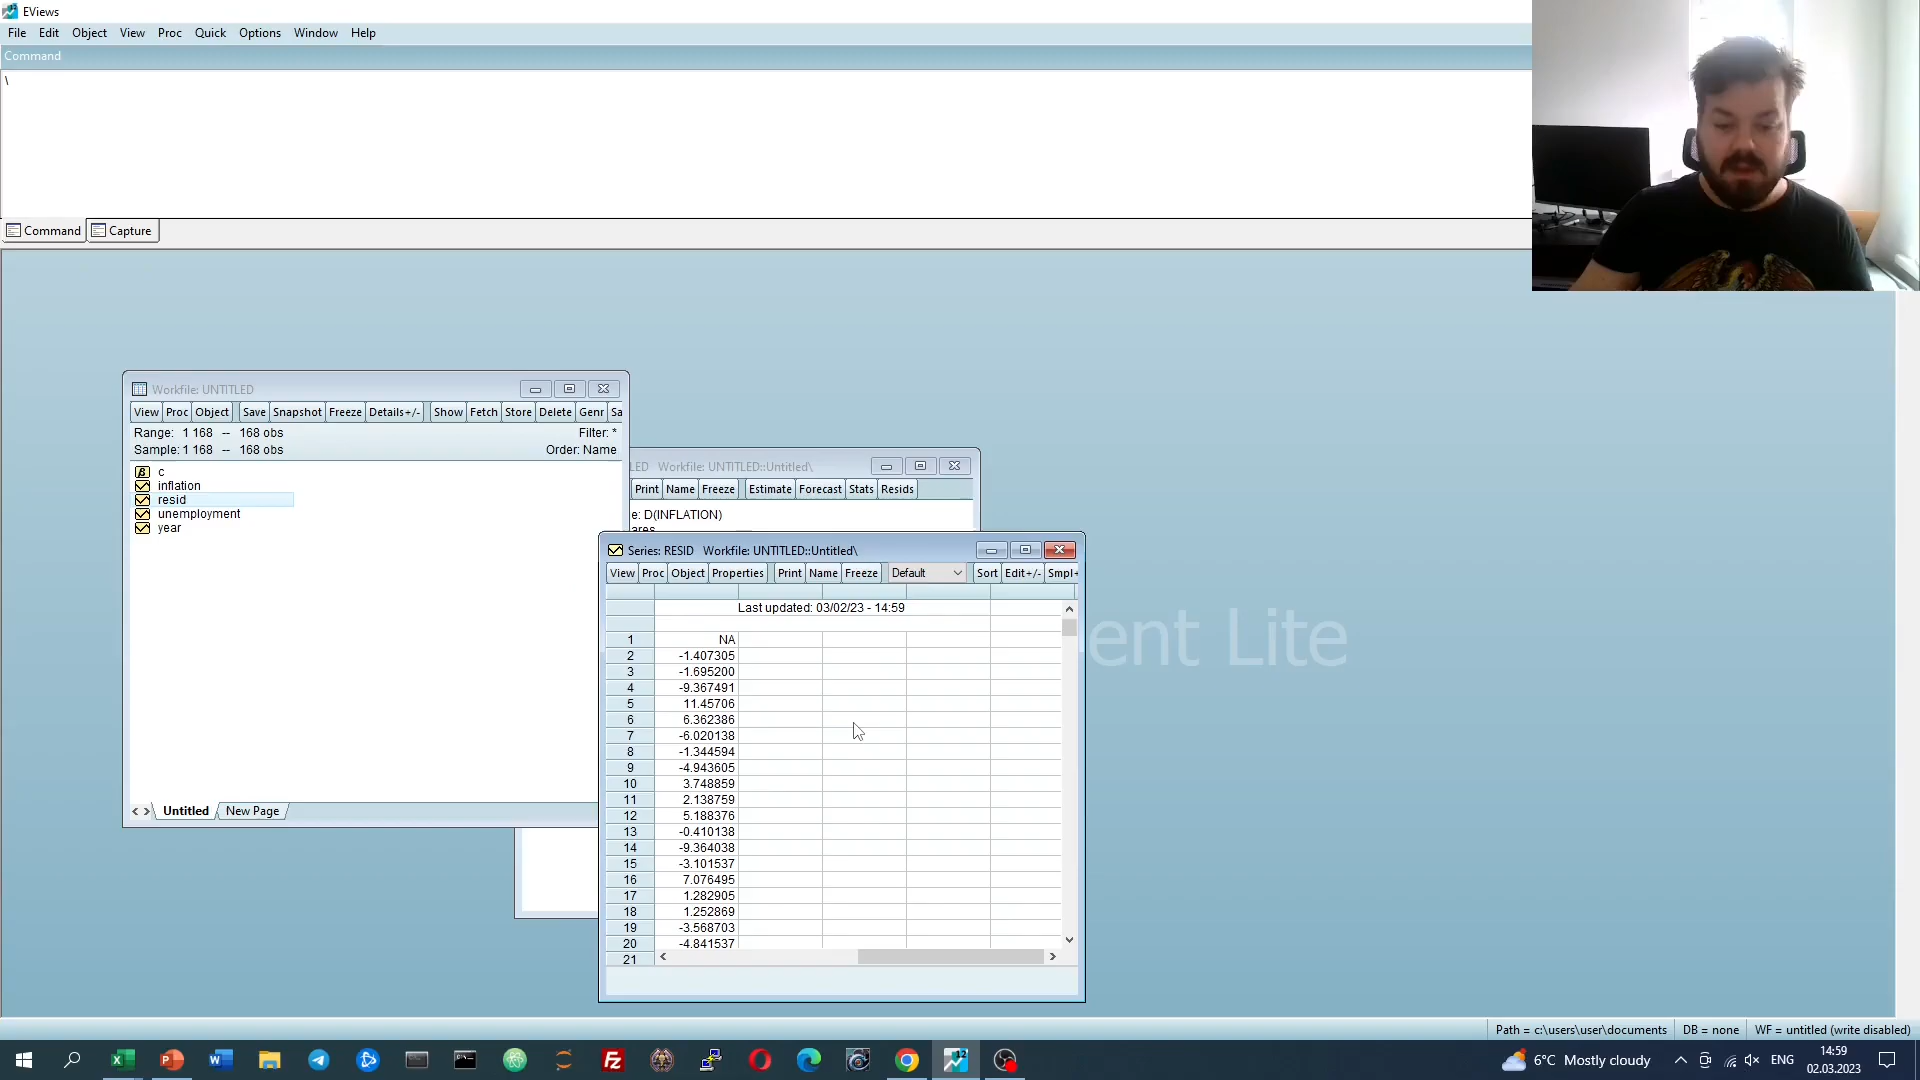 EViews
File Edit Object View Proc Quick Options Window Help
Command
\
Command Capture
Workfile: UNTITLED
View Proc Object Save Snapshot Freeze Details+/- Show Fetch Store Delete Genr Sa
Range: 1 168 -- 168 obs Filter: *
Sample: 1 168 -- 168 obs Order: Name
β c
inflation
resid
unemployment
year
< > Untitled New Page
LED Workfile: UNTITLED::Untitled\
Print Name Freeze Estimate Forecast Stats Resids
e: D(INFLATION)
ares
Series: RESID Workfile: UNTITLED::Untitled\
View Proc Object Properties Print Name Freeze Default Sort Edit+/- Smpl+
Last updated: 03/02/23 - 14:59
1 NA
2 -1.407305
3 -1.695200
4 -9.367491
5 11.45706
6 6.362386
7 -6.020138
8 -1.344594
9 -4.943605
10 3.748859
11 2.138759
12 5.188376
13 -0.410138
14 -9.364038
15 -3.101537
16 7.076495
17 1.282905
18 1.252869
19 -3.568703
20 -4.841537
21
ent Lite
Path = c:\users\user\documents DB = none WF = untitled (write disabled)
6°C Mostly cloudy ENG 14:59
02.03.2023